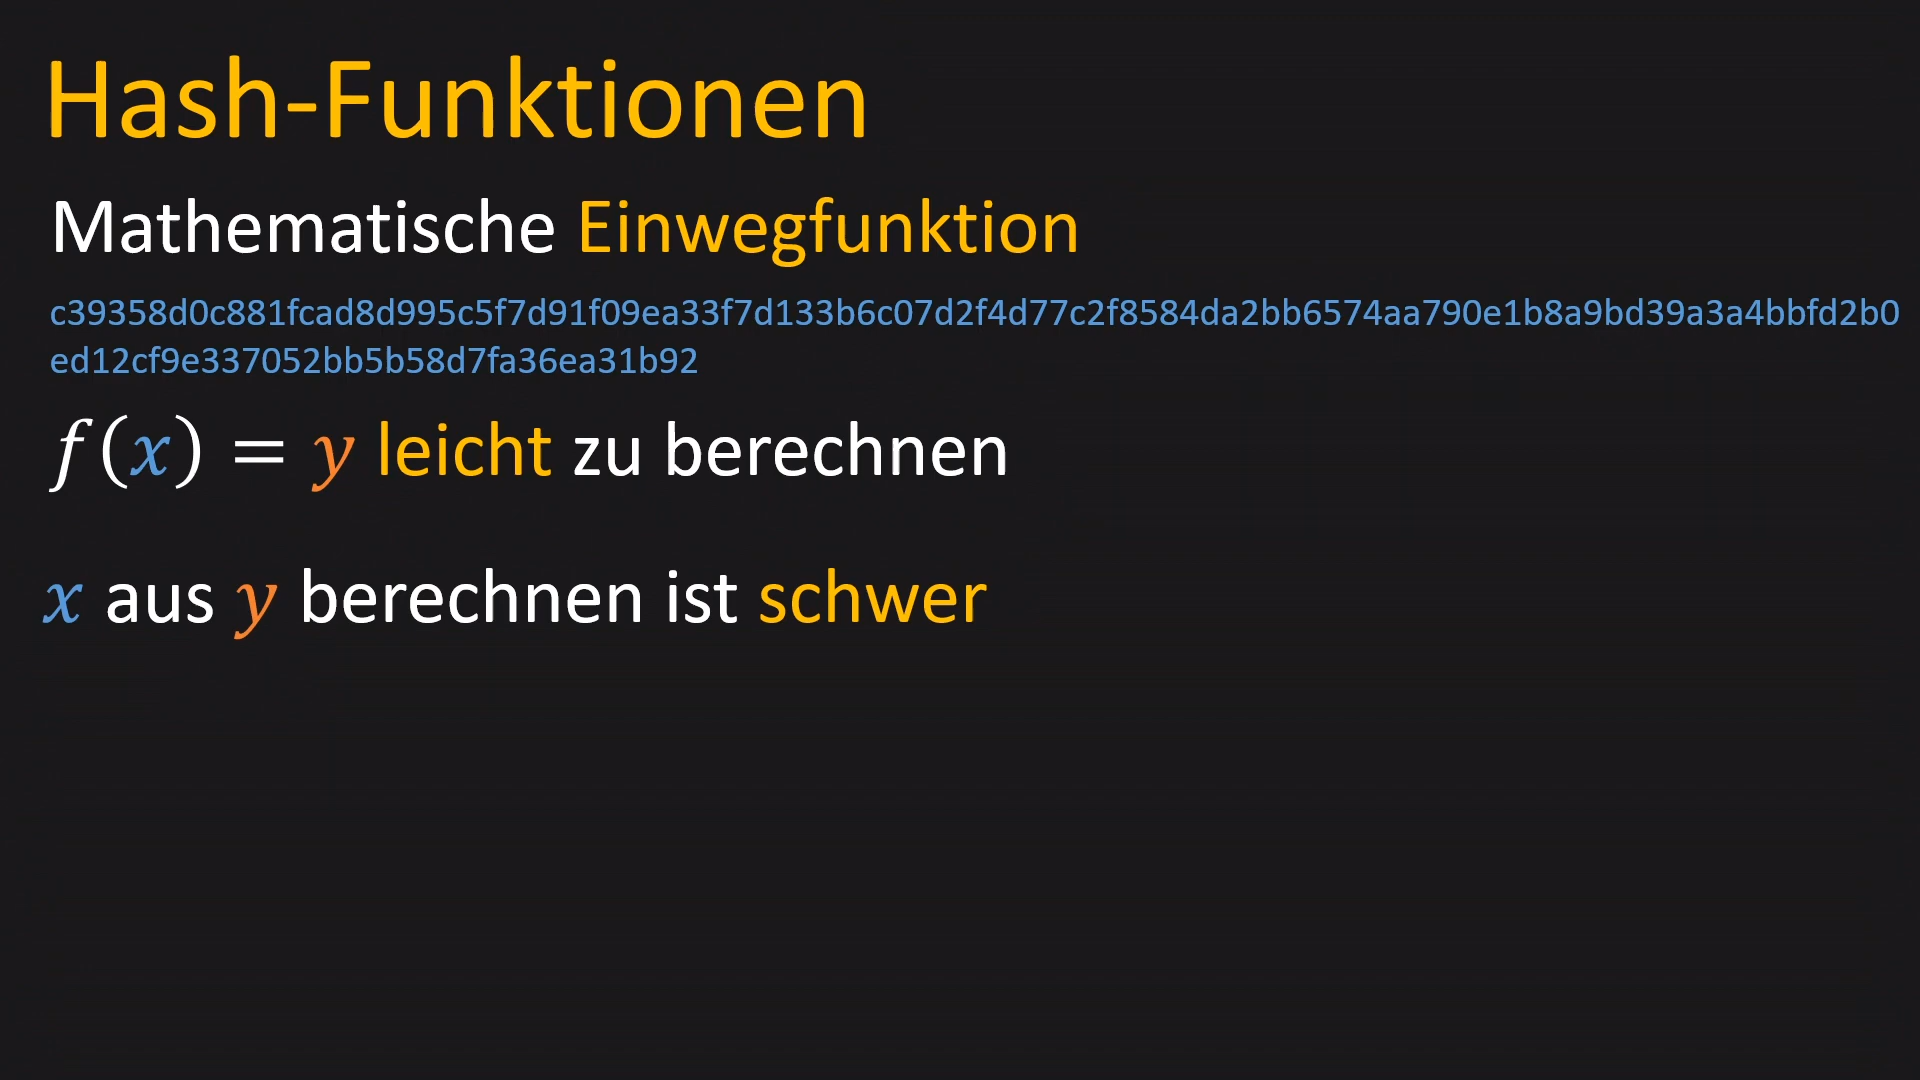 Hash-Funktionen
Mathematische Einwegfunktion
c39358d0c881fcad8d995c5f7d91f09ea33f7d133b6c07d2f4d77c2f8584da2bb6574aa790e1b8a9bd39a3a4bbfd2b0
ed12cf9e337052bb5b58d7fa36ea31b92
f(x) = y leicht zu berechnen
x aus y berechnen ist schwer